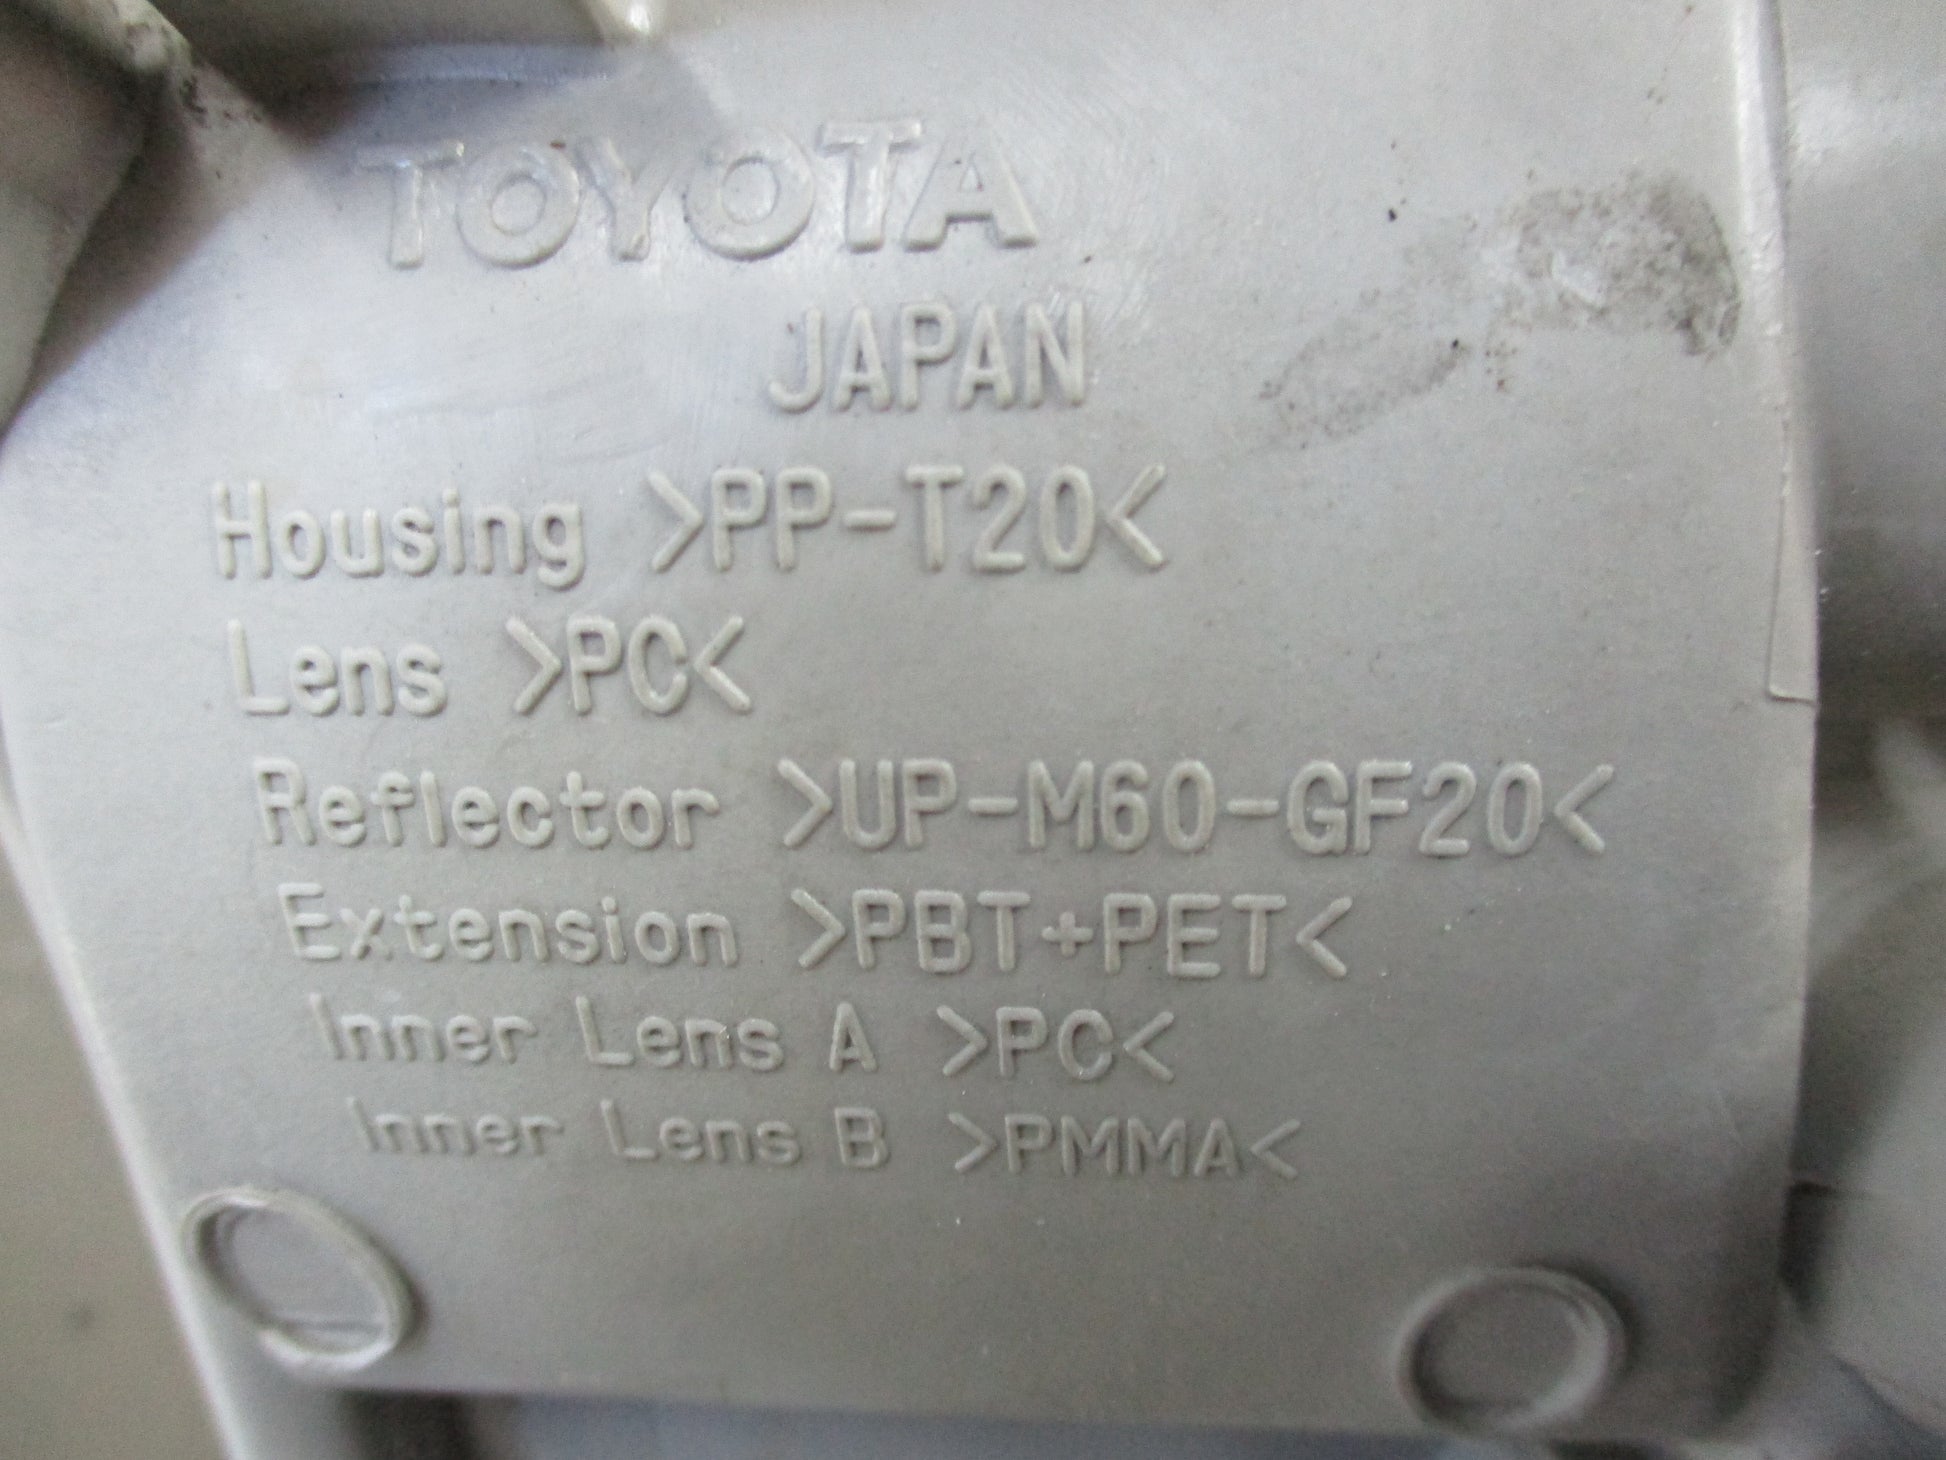 TOYOTA
JAPAN
Housing >PP-T20<
Lens >PC<
Reflector >UP-M60-GF20<
Extension >PBT+PET<
Inner Lens A >PC<
Inner Lens B >PMMA<